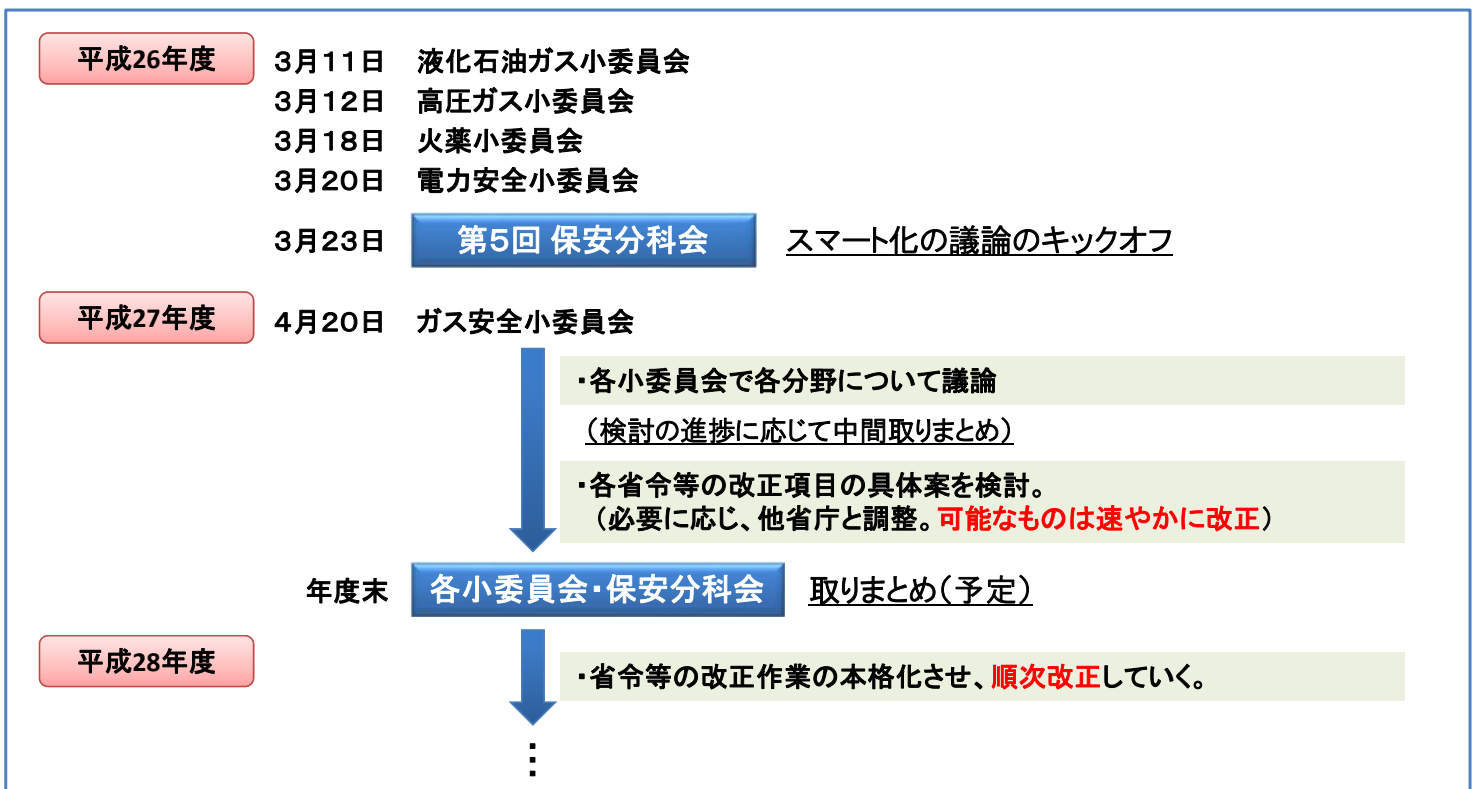 平成26年度
3月11日 液化石油ガス小委員会
3月12日 高圧ガス小委員会
3月18日 火薬小委員会
3月20日 電力安全小委員会
3月23日 第5回 保安分科会 スマート化の議論のキックオフ
平成27年度 4月20日 ガス安全小委員会
・各小委員会で各分野について議論
（検討の進捗に応じて中間取りまとめ）
・各省令等の改正項目の具体案を検討。
（必要に応じ、他省庁と調整。可能なものは速やかに改正）
年度末 各小委員会・保安分科会 取りまとめ（予定）
平成28年度
・省令等の改正作業の本格化させ、順次改正していく。
⋮